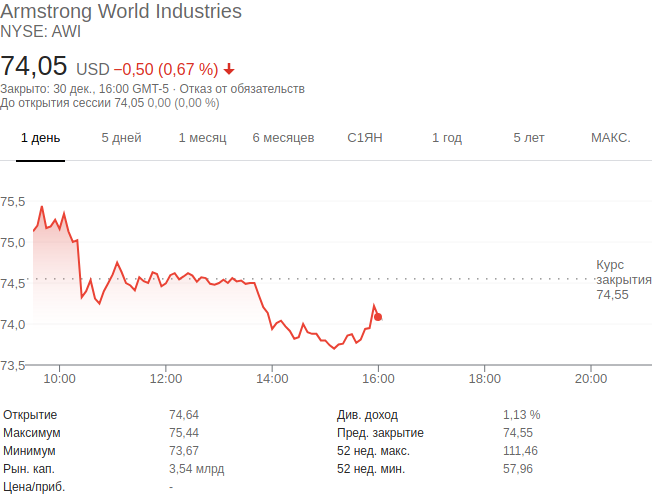 Armstrong World Industries
NYSE: AWI
74,05 USD −0,50 (0,67 %)
Закрыто: 30 дек., 16:00 GMT-5 · Отказ от обязательств
До открытия сессии 74,05 0,00 (0,00 %)
1 день 5 дней 1 месяц 6 месяцев С1ЯН 1 год 5 лет МАКС.
75,5
75,0
74,5
74,0
73,5
Курс
закрытия
74,55
10:00 12:00 14:00 16:00 18:00 20:00
Открытие 74,64 Див. доход 1,13 %
Максимум 75,44 Пред. закрытие 74,55
Минимум 73,67 52 нед. макс. 111,46
Рын. кап. 3,54 млрд 52 нед. мин. 57,96
Цена/приб. -